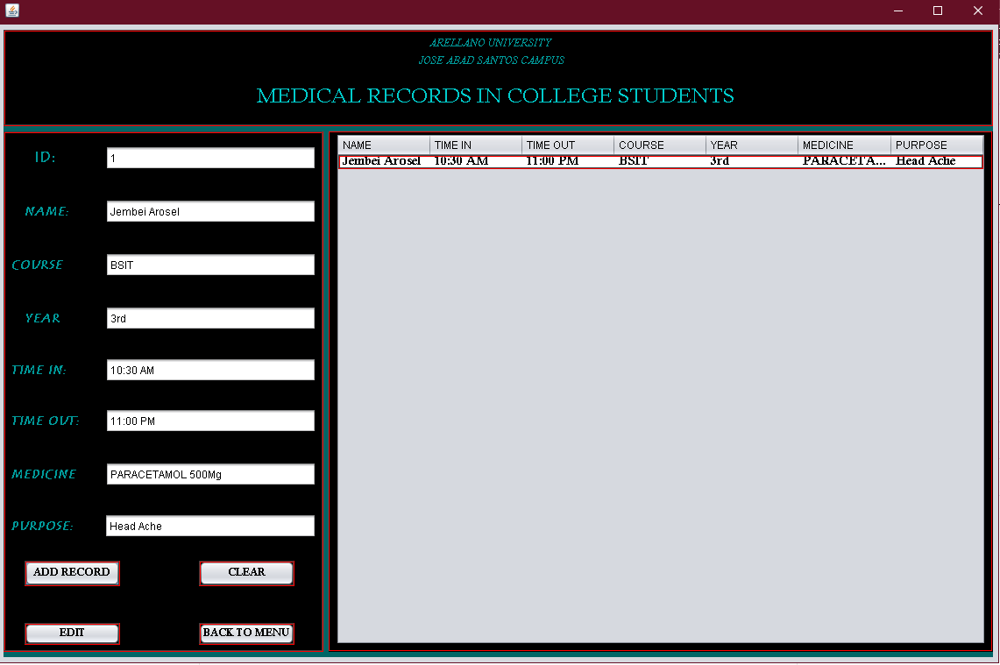 ARELLANO UNIVERSITY
JOSE ABAD SANTOS CAMPUS
MEDICAL RECORDS IN COLLEGE STUDENTS
ID: 1
NAME: Jembei Arosel
COURSE BSIT
YEAR 3rd
TIME IN: 10:30 AM
TIME OUT: 11:00 PM
MEDICINE PARACETAMOL 500Mg
PURPOSE: Head Ache
ADD RECORD CLEAR
EDIT BACK TO MENU
NAME TIME IN TIME OUT COURSE YEAR MEDICINE PURPOSE
Jembei Arosel 10:30 AM 11:00 PM BSIT 3rd PARACETA... Head Ache